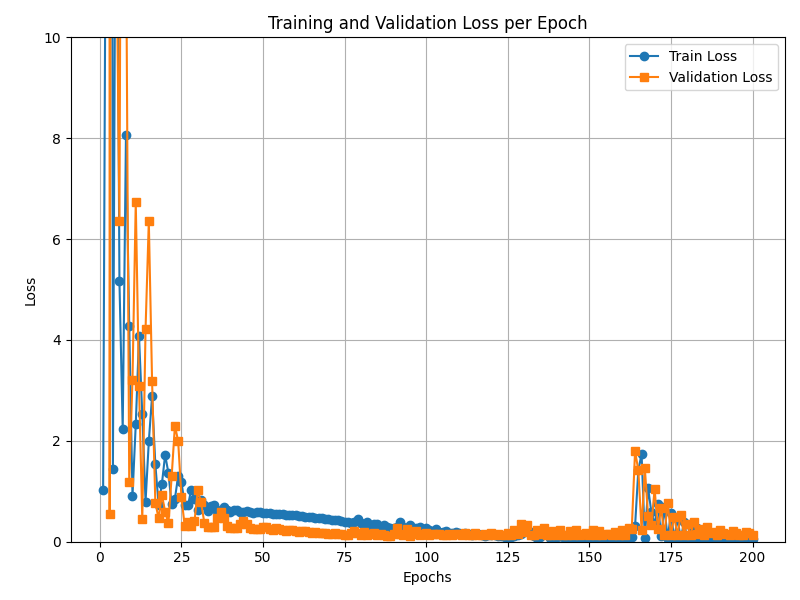 Training and Validation Loss per Epoch
Train Loss
Validation Loss
10
8
6
4
2
0
Loss
0 25 50 75 100 125 150 175 200
Epochs